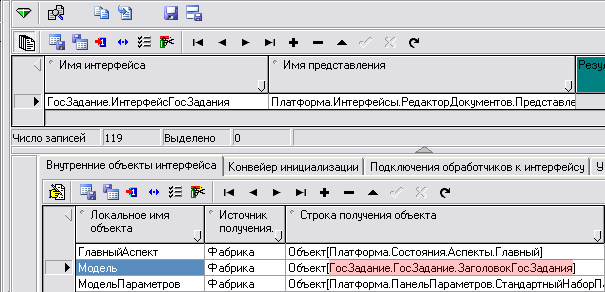 Имя интерфейса Имя представления Резул
ГосЗадание.ИнтерфейсГосЗадания Платформа.Интерфейсы.РедакторДокументов.Представле
Число записей 119 Выделено 0
Внутренние объекты интерфейса Конвейер инициализации Подключения обработчиков к интерфейсу У
Локальное имя объекта Источник получения. Строка получения объекта
ГлавныйАспект Фабрика Объект[Платформа.Состояния.Аспекты.Главный]
Модель Фабрика Объект[ГосЗадание.ГосЗадание.ЗаголовокГосЗадания]
МодельПараметров Фабрика Объект[Платформа.ПанельПараметров.СтандартныйНаборП